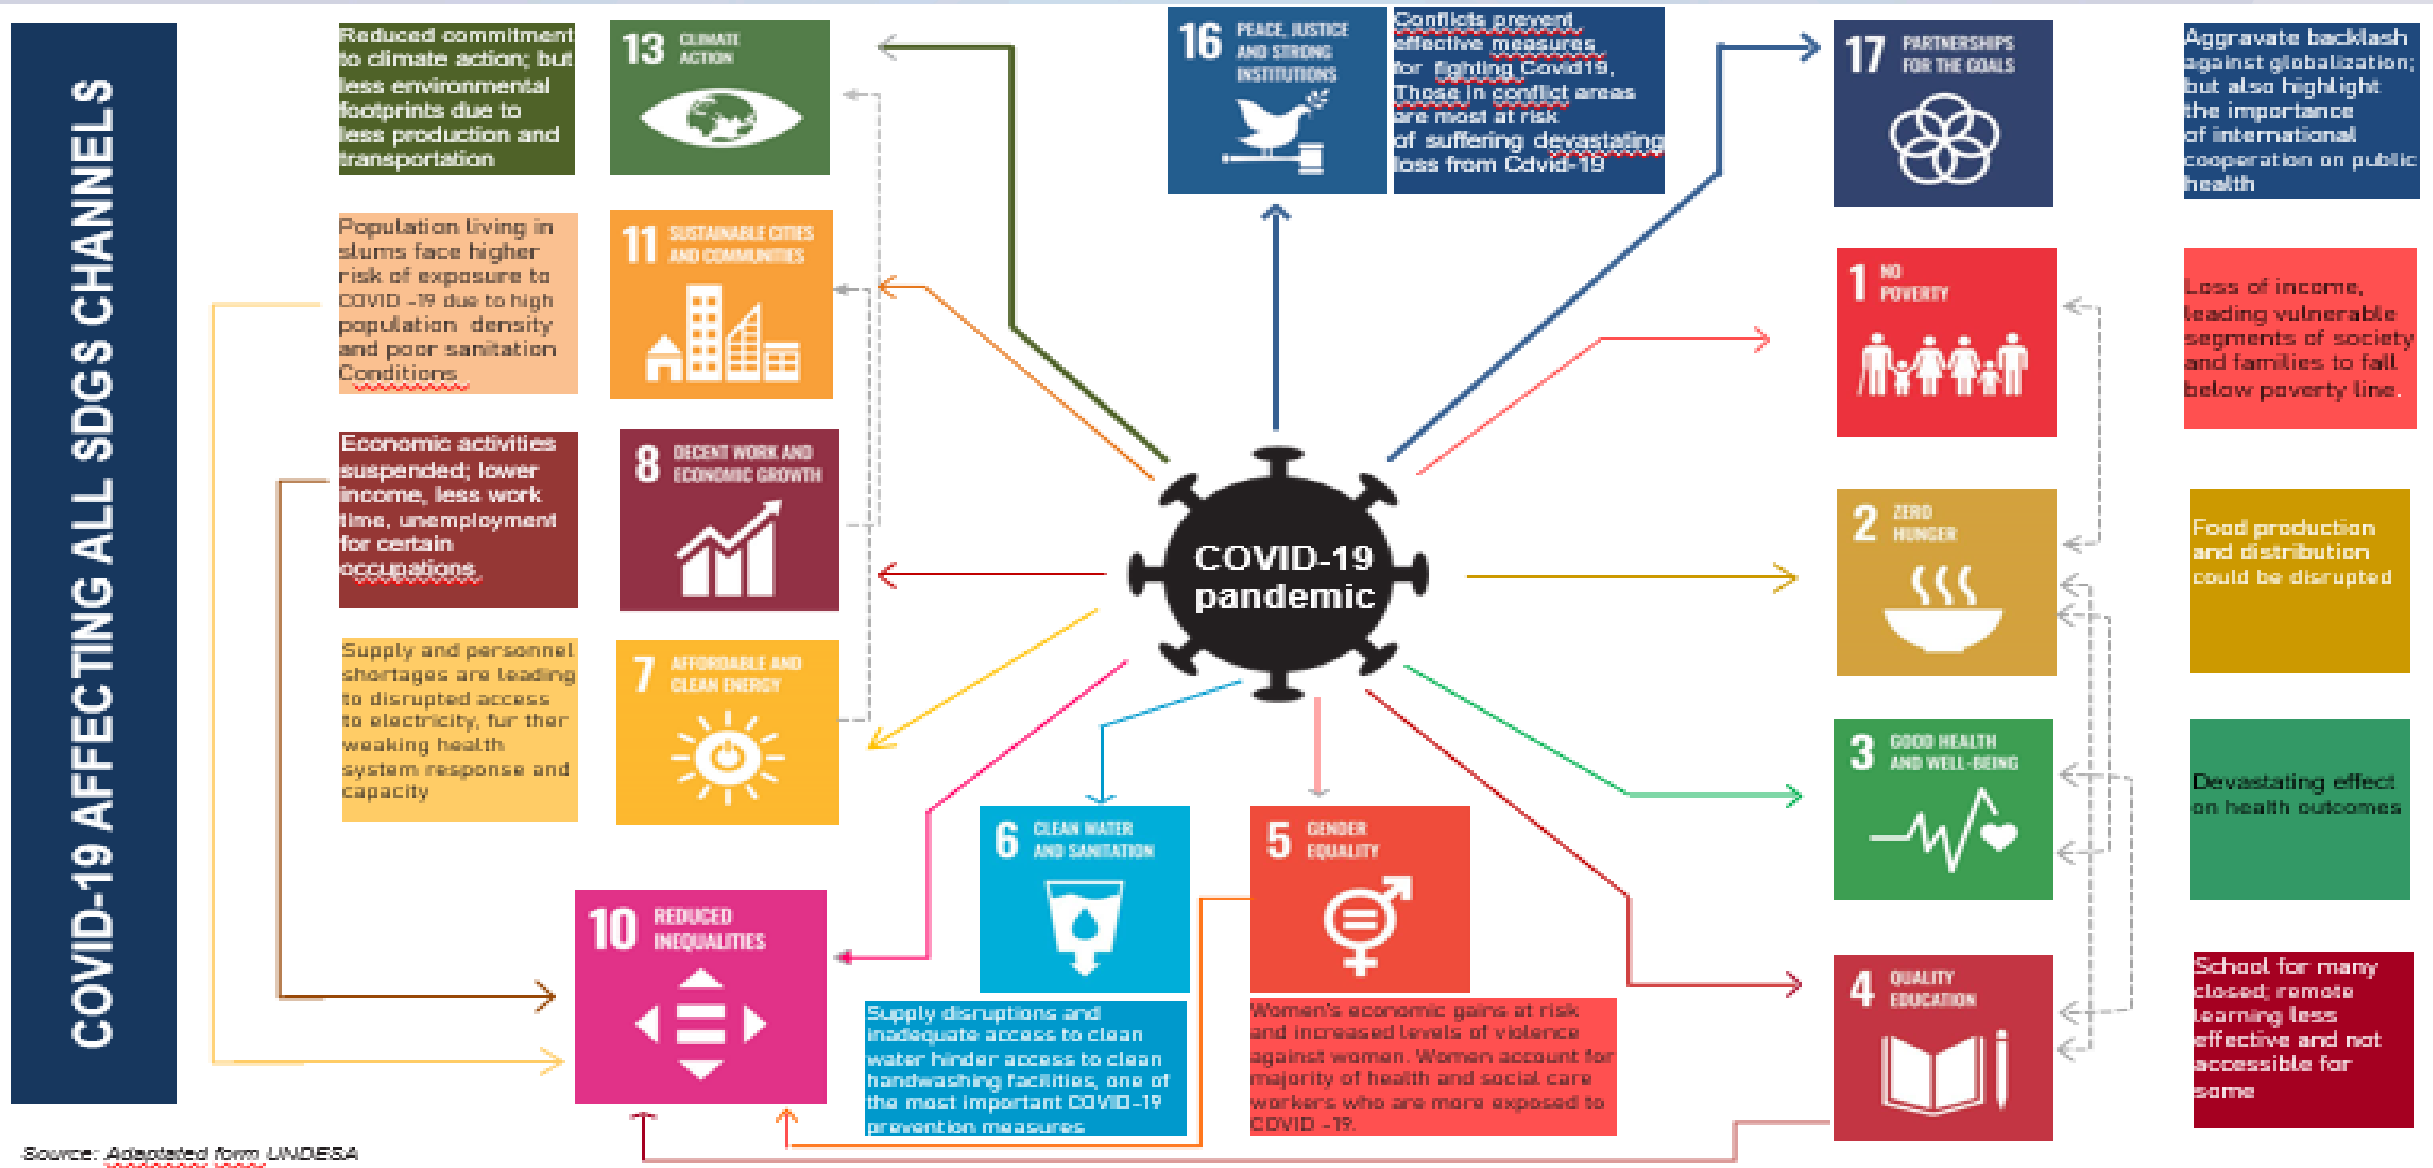 COVID-19 AFFECTING ALL SDGS CHANNELS
Reduced commitment
to climate action; but
less environmental
footprints due to
less production and
transportation
13 CLIMATE
ACTION
Population living in
slums face higher
risk of exposure to
COVID -19 due to high
population density
and poor sanitation
Conditions
11 SUSTAINABLE CITIES
AND COMMUNITIES
Economic activities
suspended; lower
income, less work
time, unemployment
for certain
occupations
8 DECENT WORK AND
ECONOMIC GROWTH
Supply and personnel
shortages are leading
to disrupted access
to electricity, fur ther
weaking health
system response and
capacity
7 AFFORDABLE AND
CLEAN ENERGY
10 REDUCED
INEQUALITIES
16 PEACE, JUSTICE
AND STRONG
INSTITUTIONS
Conflicts prevent
effective measures
for fighting Covid19.
Those in conflict areas
are most at risk
of suffering devastating
loss from Cdvid-19
COVID-19
pandemic
6 CLEAN WATER
AND SANITATION
Supply disruptions and
inadequate access to clean
water hinder access to clean
handwashing facilities, one of
the most important COVID-19
prevention measures
5 GENDER
EQUALITY
Women's economic gains at risk
and increased levels of violence
against women. Women account for
majority of health and social care
workers who are more exposed to
COVID -19.
17 PARTNERSHIPS
FOR THE GOALS
Aggravate backlash
against globalization;
but also highlight
the importance
of international
cooperation on public
health
1 NO
POVERTY
Loss of income,
leading vulnerable
segments of society
and families to fall
below poverty line.
2 ZERO
HUNGER
Food production
and distribution
could be disrupted
3 GOOD HEALTH
AND WELL-BEING
Devastating effect
on health outcomes
4 QUALITY
EDUCATION
School for many
closed; remote
learning less
effective and not
accessible for
some
Source: Adaptated form UNDESA